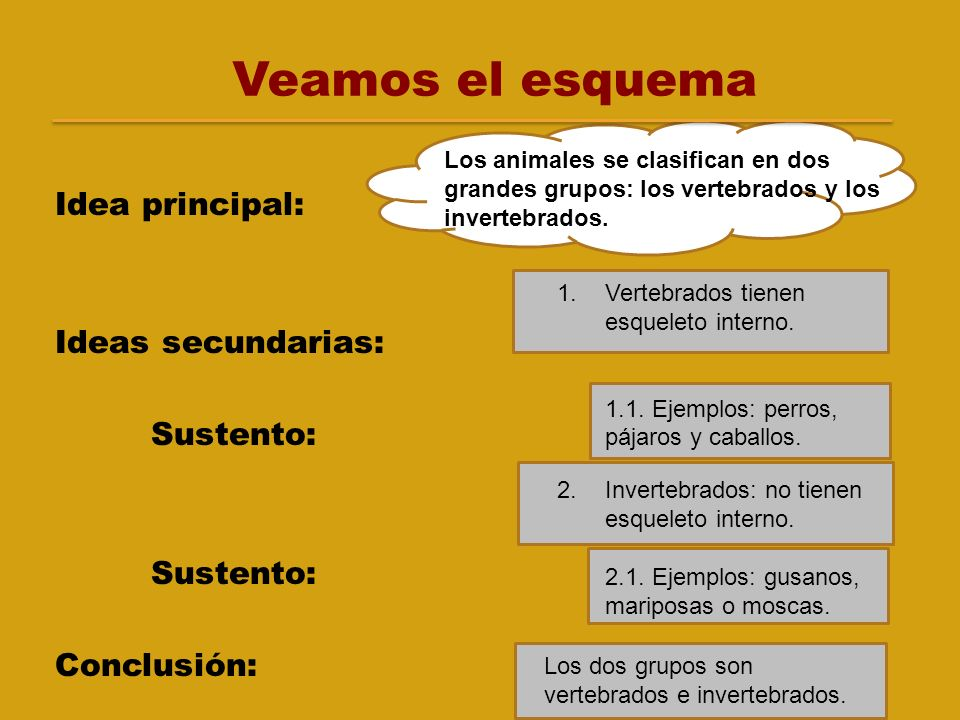 Veamos el esquema
Idea principal:
Los animales se clasifican en dos
grandes grupos: los vertebrados y los
invertebrados.
Ideas secundarias:
1. Vertebrados tienen
esqueleto interno.
Sustento:
1.1. Ejemplos: perros,
pájaros y caballos.
2. Invertebrados: no tienen
esqueleto interno.
Sustento:
2.1. Ejemplos: gusanos,
mariposas o moscas.
Conclusión:
Los dos grupos son
vertebrados e invertebrados.